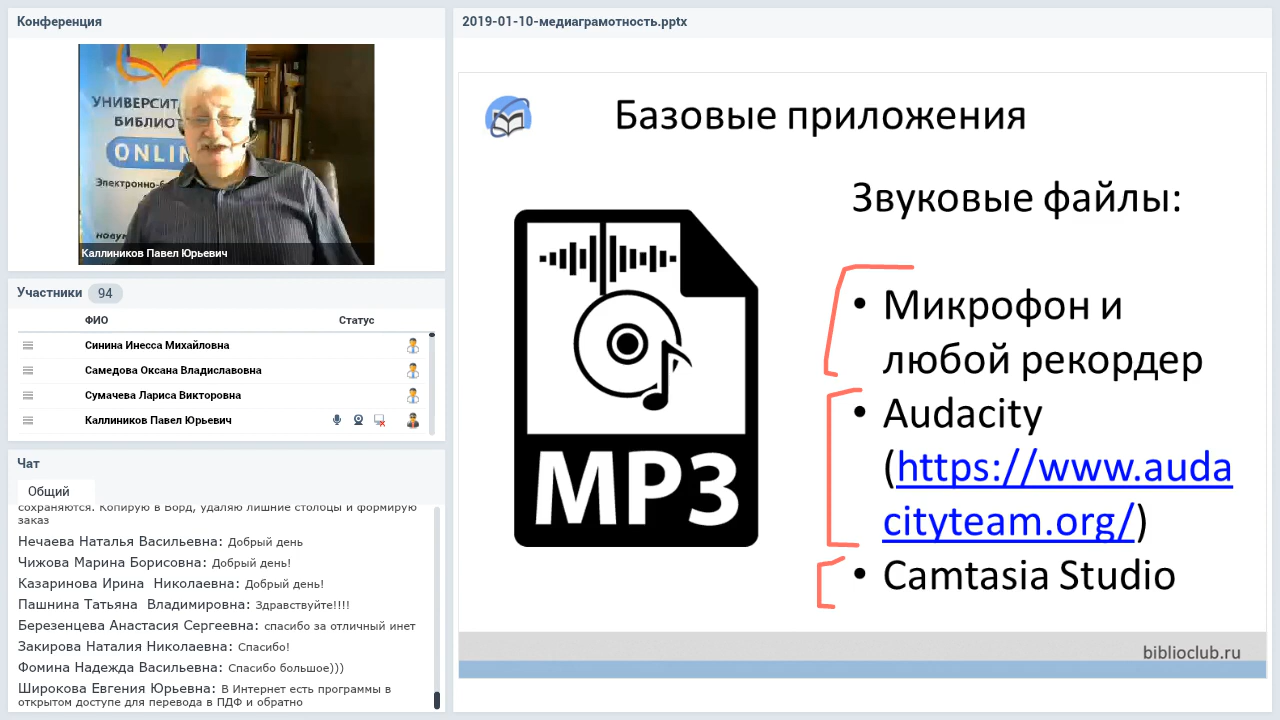 Конференция
УНИВЕРСИТ
БИБЛИОТ
ONLIN
Электронно-б
новую
Каллиников Павел Юрьевич
Участники 94
ФИО Статус
Синина Инесса Михайловна
Самедова Оксана Владиславовна
Сумачева Лариса Викторовна
Каллиников Павел Юрьевич
Чат
Общий
сохраняются. Копирую в Ворд, удаляю лишние столбцы и формирую
заказ
Нечаева Наталья Васильевна: Добрый день
Чижова Марина Борисовна: Добрый день!
Казаринова Ирина Николаевна: Добрый день!
Пашнина Татьяна Владимировна: Здравствуйте!!!!
Березенцева Анастасия Сергеевна: спасибо за отличный инет
Закирова Наталия Николаевна: Спасибо!
Фомина Надежда Васильевна: Спасибо большое)))
Широкова Евгения Юрьевна: В Интернет есть программы в
открытом доступе для перевода в ПДФ и обратно
2019-01-10-медиаграмотность.pptx
Базовые приложения
Звуковые файлы:
• Микрофон и
любой рекордер
• Audacity
(https://www.auda
cityteam.org/)
• Camtasia Studio
MP3
biblioclub.ru